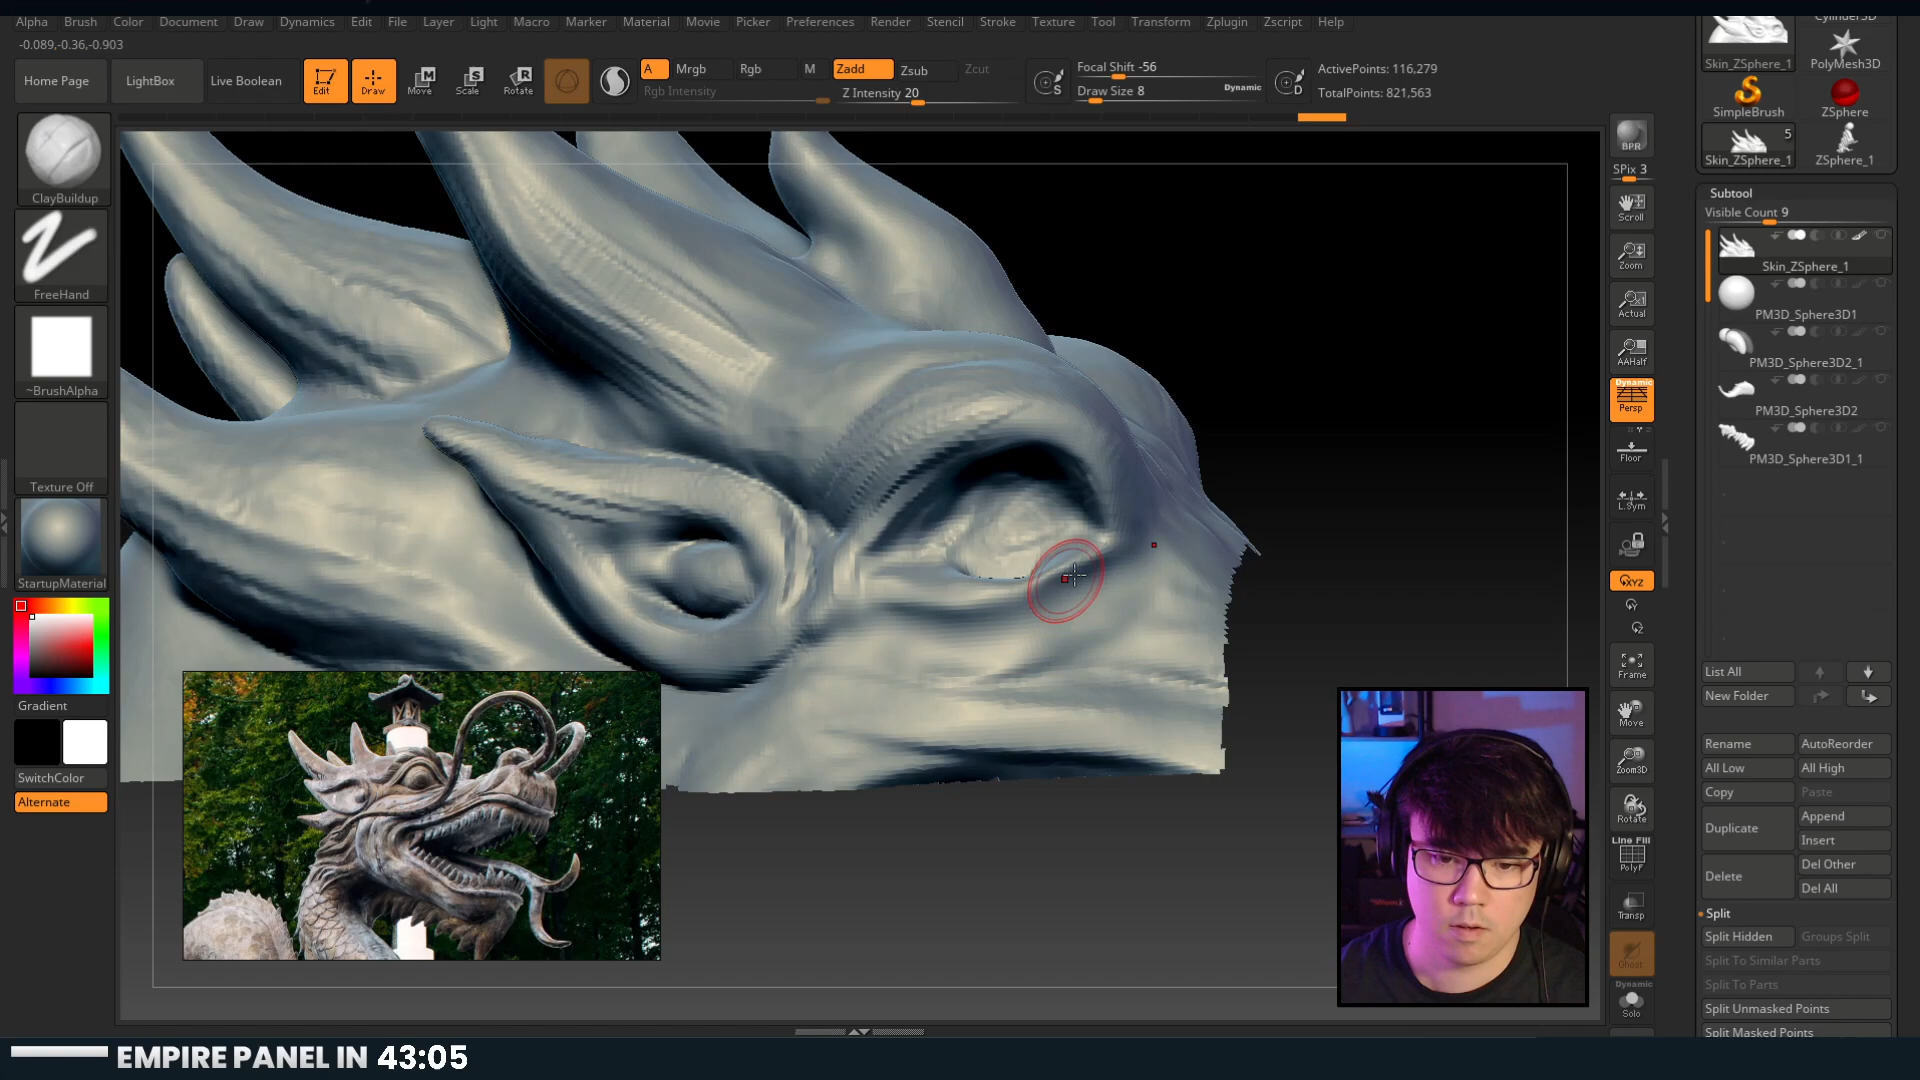 Alpha Brush Color Document Draw Dynamics Edit File Layer Light Macro Marker Material Movie Picker Preferences Render Stencil Stroke Texture Tool Transform Zplugin Zscript Help
-0.089,-0.36,-0.903
Home Page LightBox Live Boolean Edit Draw Move Scale Rotate
A Mrgb Rgb M Zadd Zsub Zcut
Rgb Intensity Z Intensity 20
Focal Shift -56
Draw Size 8 Dynamic
ActivePoints: 116,279
TotalPoints: 821,563
ClayBuildup
FreeHand
~BrushAlpha
Texture Off
StartupMaterial
Gradient
SwitchColor
Alternate
BPR
SPix 3
Scroll
Zoom
Actual
AAHalf
Dynamic
Persp
Floor
L.Sym
XYZ
Frame
Move
Zoom3D
Rotate
Line Fill
PolyF
Transp
Ghost
Dynamic
Solo
Cylinder3D
Skin_ZSphere_1 PolyMesh3D
SimpleBrush ZSphere
5
Skin_ZSphere_1 ZSphere_1
Subtool
Visible Count 9
Skin_ZSphere_1
PM3D_Sphere3D1
PM3D_Sphere3D2_1
PM3D_Sphere3D2
PM3D_Sphere3D1_1
List All
New Folder
Rename AutoReorder
All Low All High
Copy Paste
Duplicate Append
Insert
Delete Del Other
Del All
Split
Split Hidden Groups Split
Split To Similar Parts
Split To Parts
Split Unmasked Points
Split Masked Points
EMPIRE PANEL IN 43:05